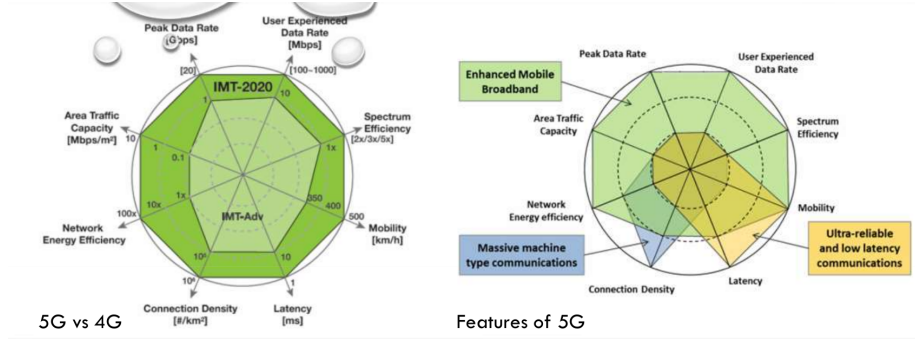 Peak Data Rate
[Gbps]
User Experienced
Data Rate
[Mbps]
[20]
[100~1000]
IMT-2020
1
10
Area Traffic
Capacity
[Mbps/m²]
10
1
0.1
Spectrum
Efficiency
[2x/3x/5x]
1x
IMT-Adv
Network
Energy Efficiency
100x
10x
1x
350
400
500
Mobility
[km/h]
10⁵
10⁶
10
1
Connection Density
[#/km²]
Latency
[ms]
5G vs 4G
Peak Data Rate
User Experienced
Data Rate
Enhanced Mobile
Broadband
Area Traffic
Capacity
Spectrum
Efficiency
Network
Energy efficiency
Mobility
Massive machine
type communications
Ultra-reliable
and low latency
communications
Connection Density
Latency
Features of 5G